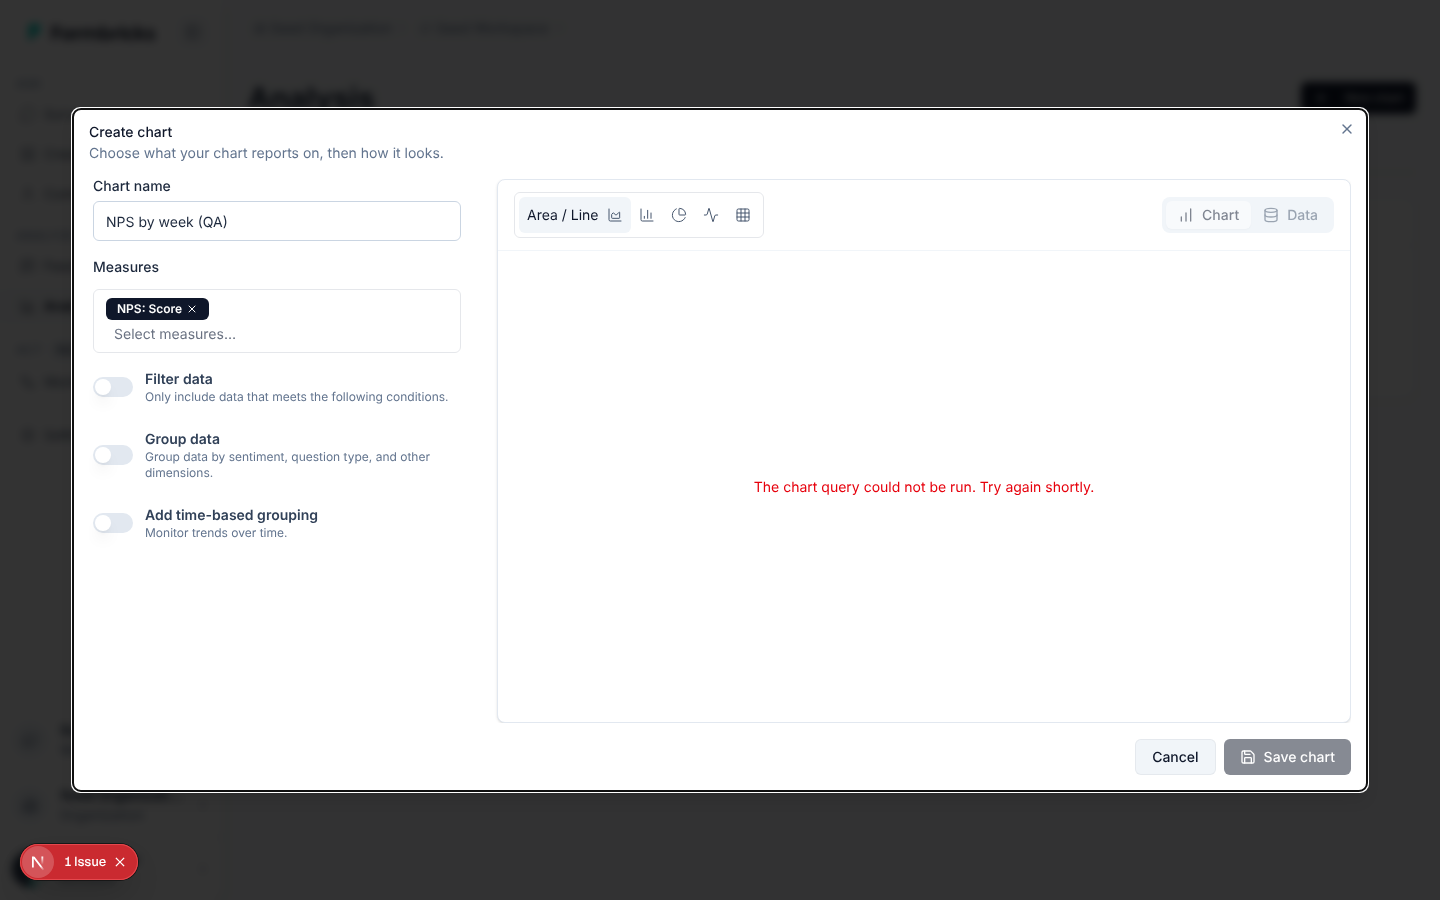 Analysis
Create chart
Choose what your chart reports on, then how it looks.
Chart name
NPS by week (QA)
Measures
NPS: Score
Select measures...
Filter data
Only include data that meets the following conditions.
Group data
Group data by sentiment, question type, and other
dimensions.
Add time-based grouping
Monitor trends over time.
Area / Line
Chart
Data
The chart query could not be run. Try again shortly.
Cancel
Save chart
1 Issue